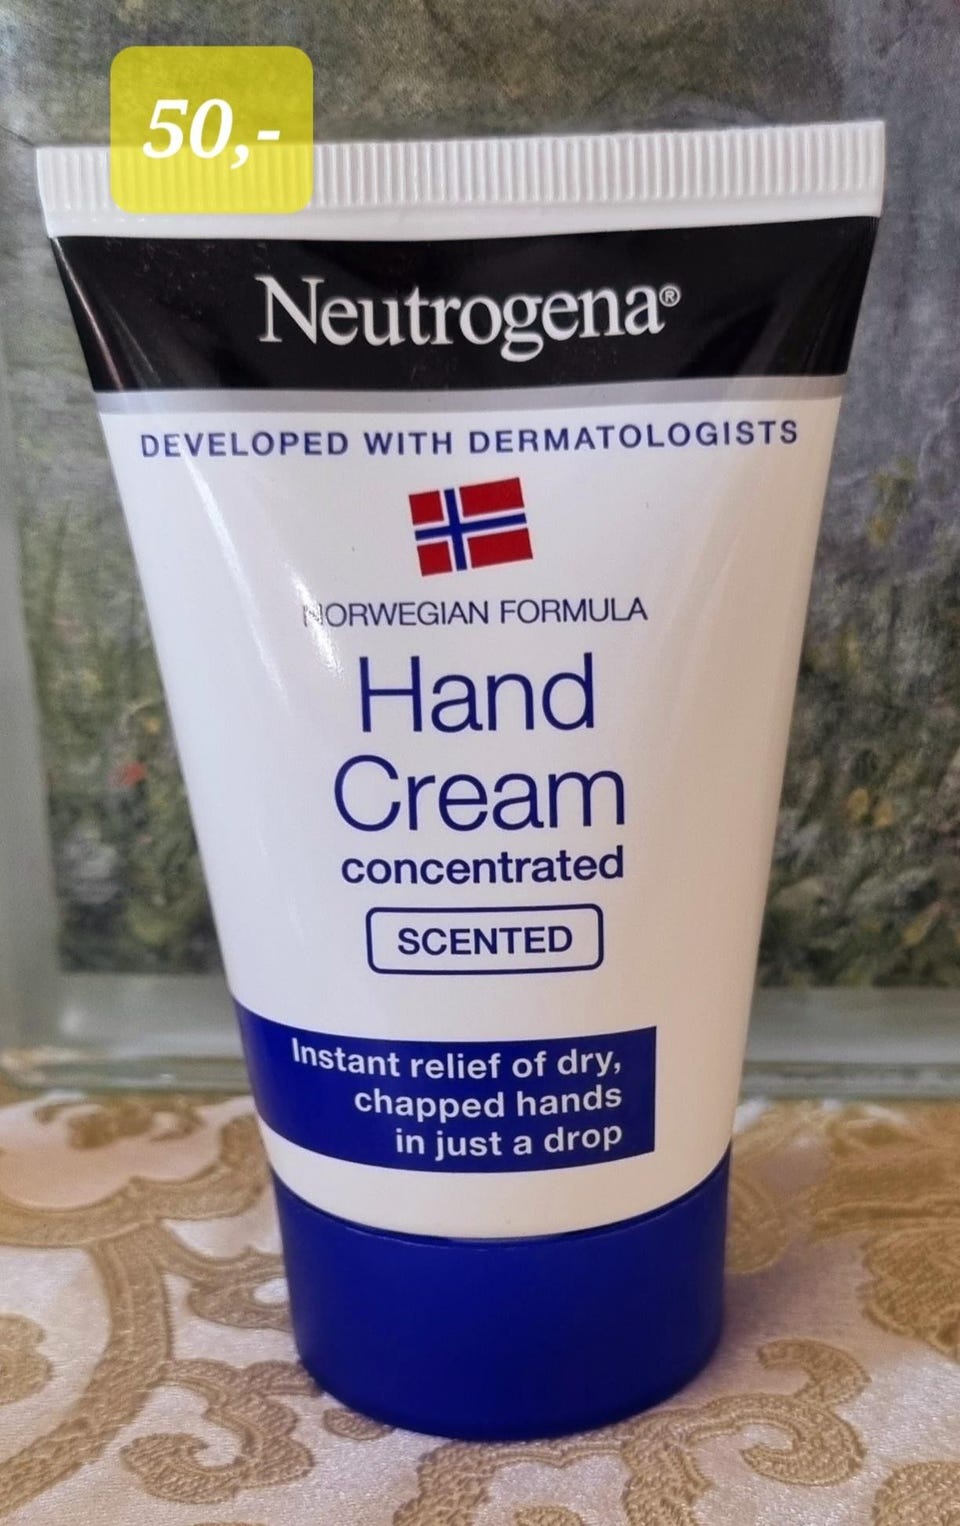 50,-
Neutrogena®
DEVELOPED WITH DERMATOLOGISTS
NORWEGIAN FORMULA
Hand
Cream
concentrated
SCENTED
Instant relief of dry,
chapped hands
in just a drop